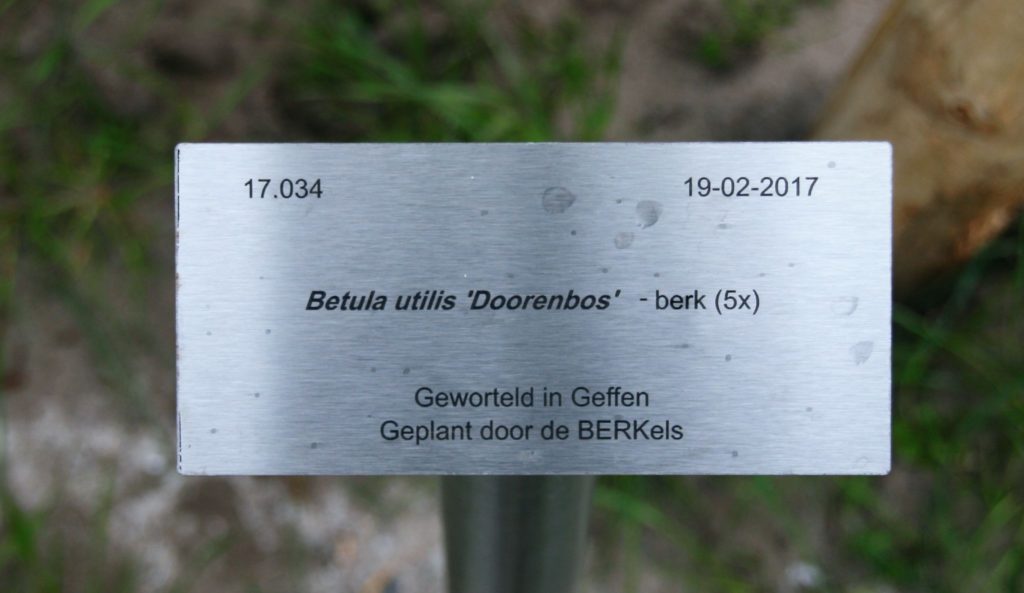 17.034 19-02-2017
Betula utilis 'Doorenbos' - berk (5x)
Geworteld in Geffen
Geplant door de BERKels